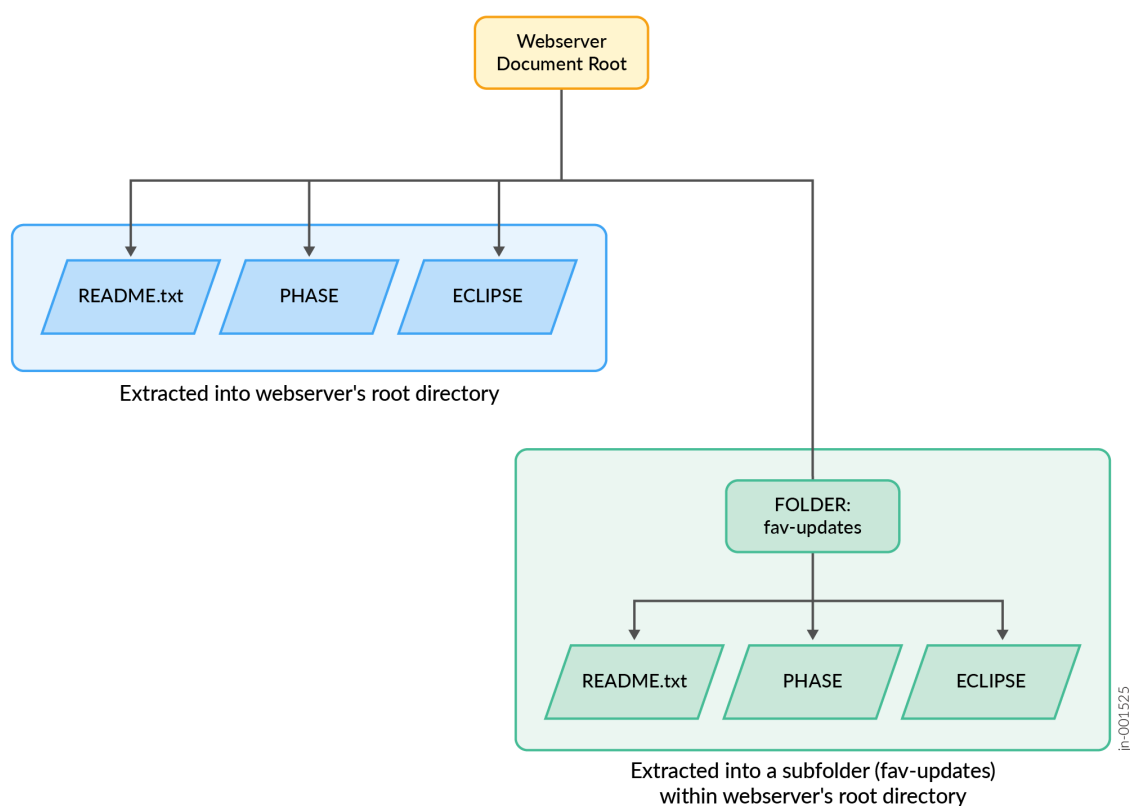 Webserver
Document Root
README.txt
PHASE
ECLIPSE
Extracted into webserver's root directory
FOLDER:
fav-updates
README.txt
PHASE
ECLIPSE
Extracted into a subfolder (fav-updates)
within webserver's root directory
jn-001525